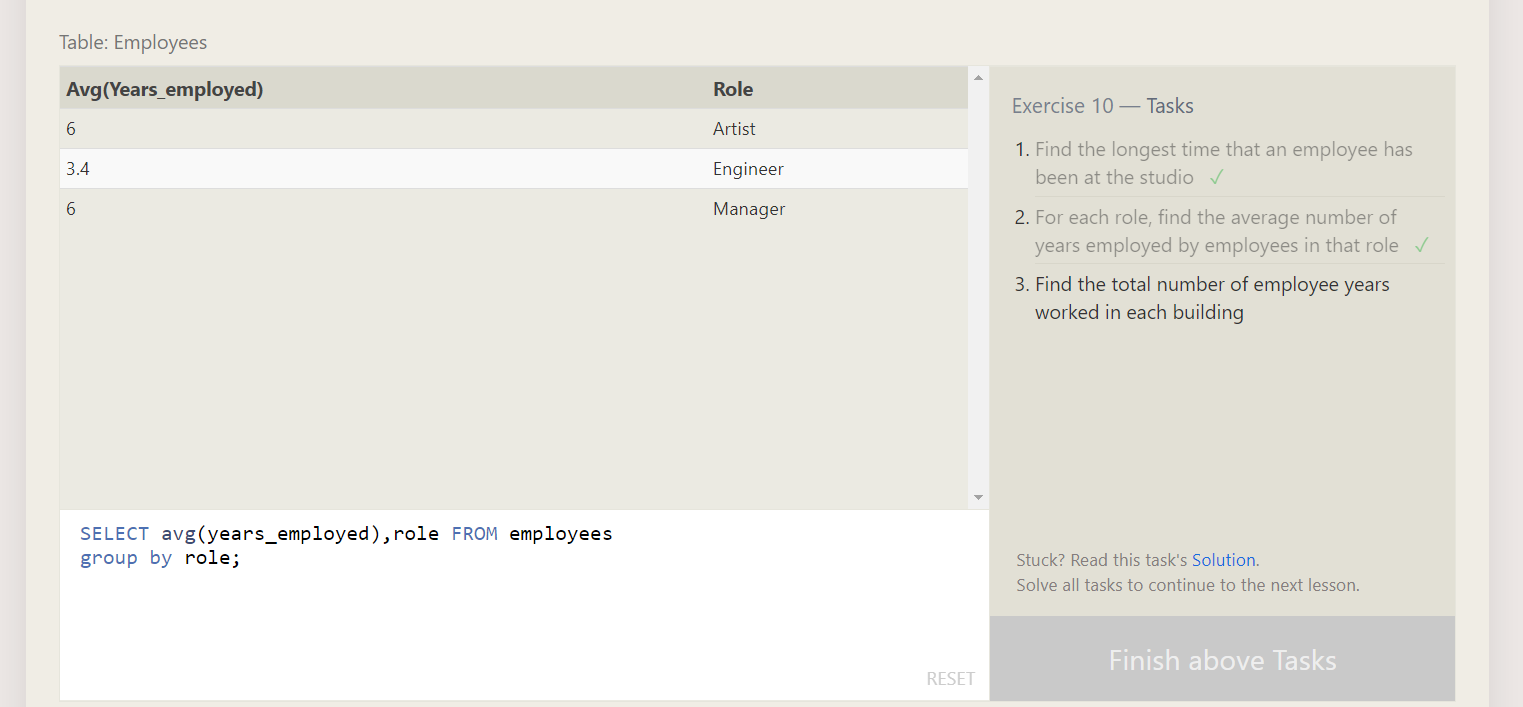 Table: Employees
Avg(Years_employed) Role
6 Artist
3.4 Engineer
6 Manager
SELECT avg(years_employed),role FROM employees
group by role;
RESET
Exercise 10 — Tasks
1. Find the longest time that an employee has
been at the studio ✓
2. For each role, find the average number of
years employed by employees in that role ✓
3. Find the total number of employee years
worked in each building
Stuck? Read this task's Solution.
Solve all tasks to continue to the next lesson.
Finish above Tasks